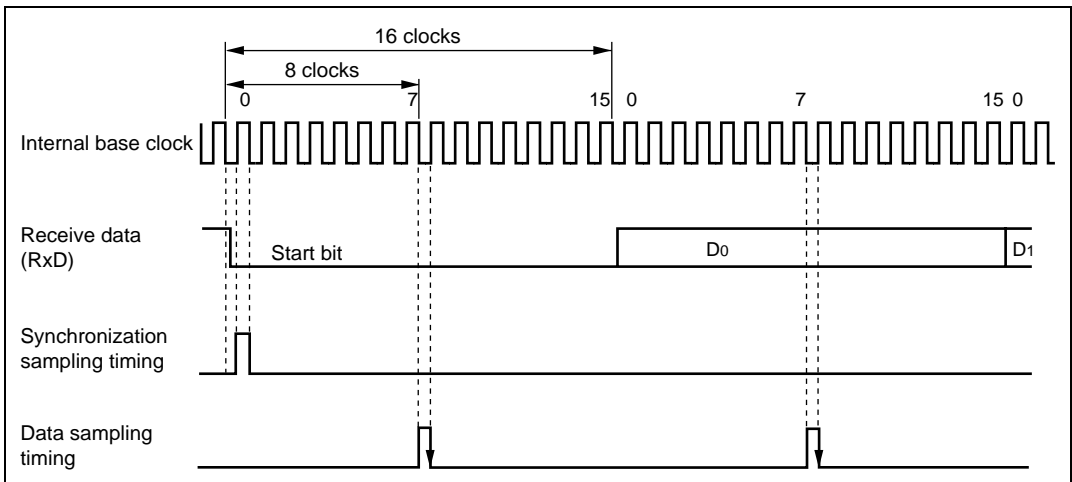 16 clocks
8 clocks
0 7 15 0 7 15 0
Internal base clock
Receive data
(RxD)
Start bit
D0
D1
Synchronization
sampling timing
Data sampling
timing